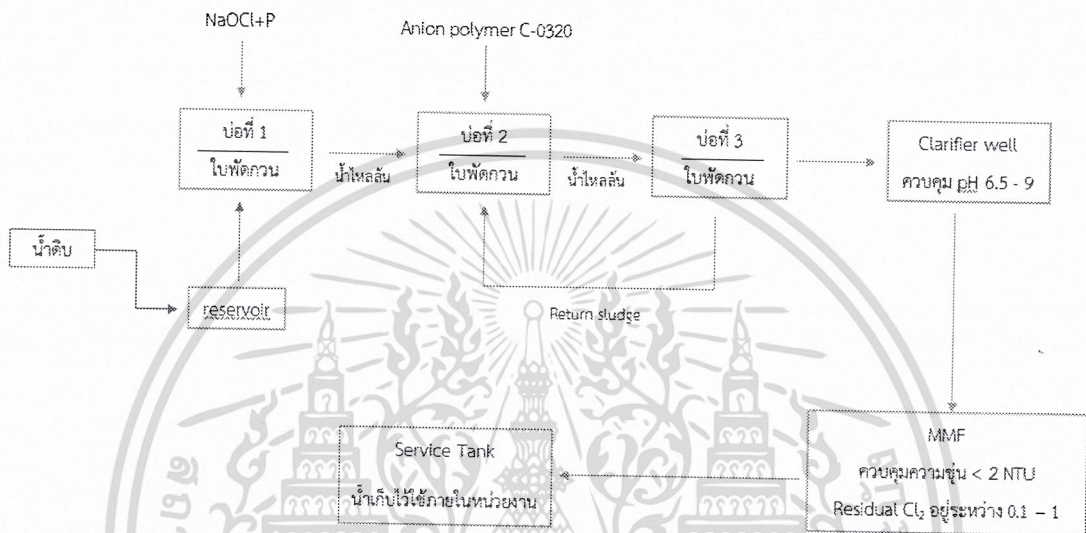 NaOCl+P
Anion polymer C-0320
บ่อที่ 1
ใบพัดกวน
น้ำไหลล้น
บ่อที่ 2
ใบพัดกวน
น้ำไหลล้น
บ่อที่ 3
ใบพัดกวน
Clarifier well
ควบคุม pH 6.5 - 9
น้ำดิบ
reservoir
Return sludge
Service Tank
น้ำเก็บไว้ใช้ภายในหน่วยงาน
MMF
ควบคุมความขุ่น < 2 NTU
Residual Cl₂ อยู่ระหว่าง 0.1 – 1